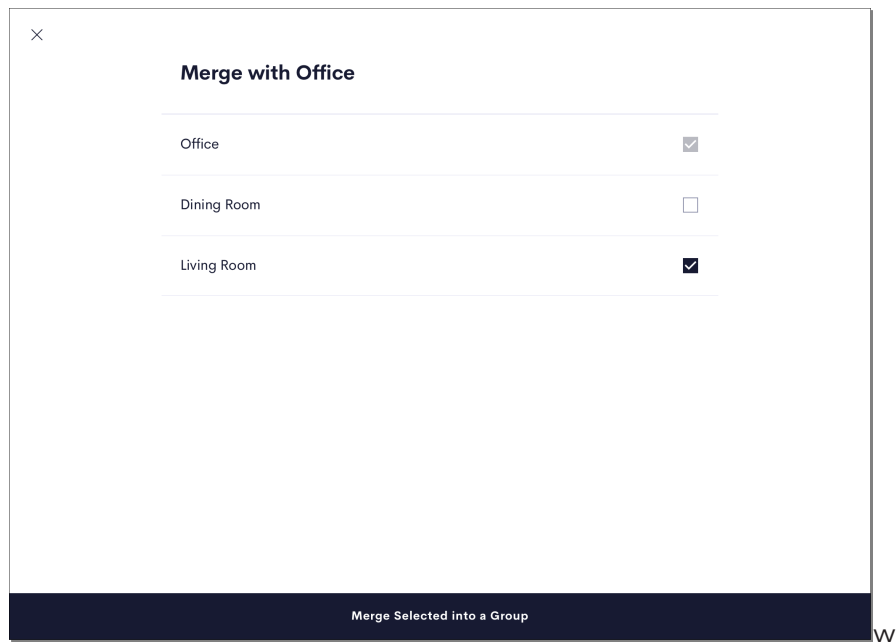 Merge with Office
Office
Dining Room
Living Room
Merge Selected into a Group
w